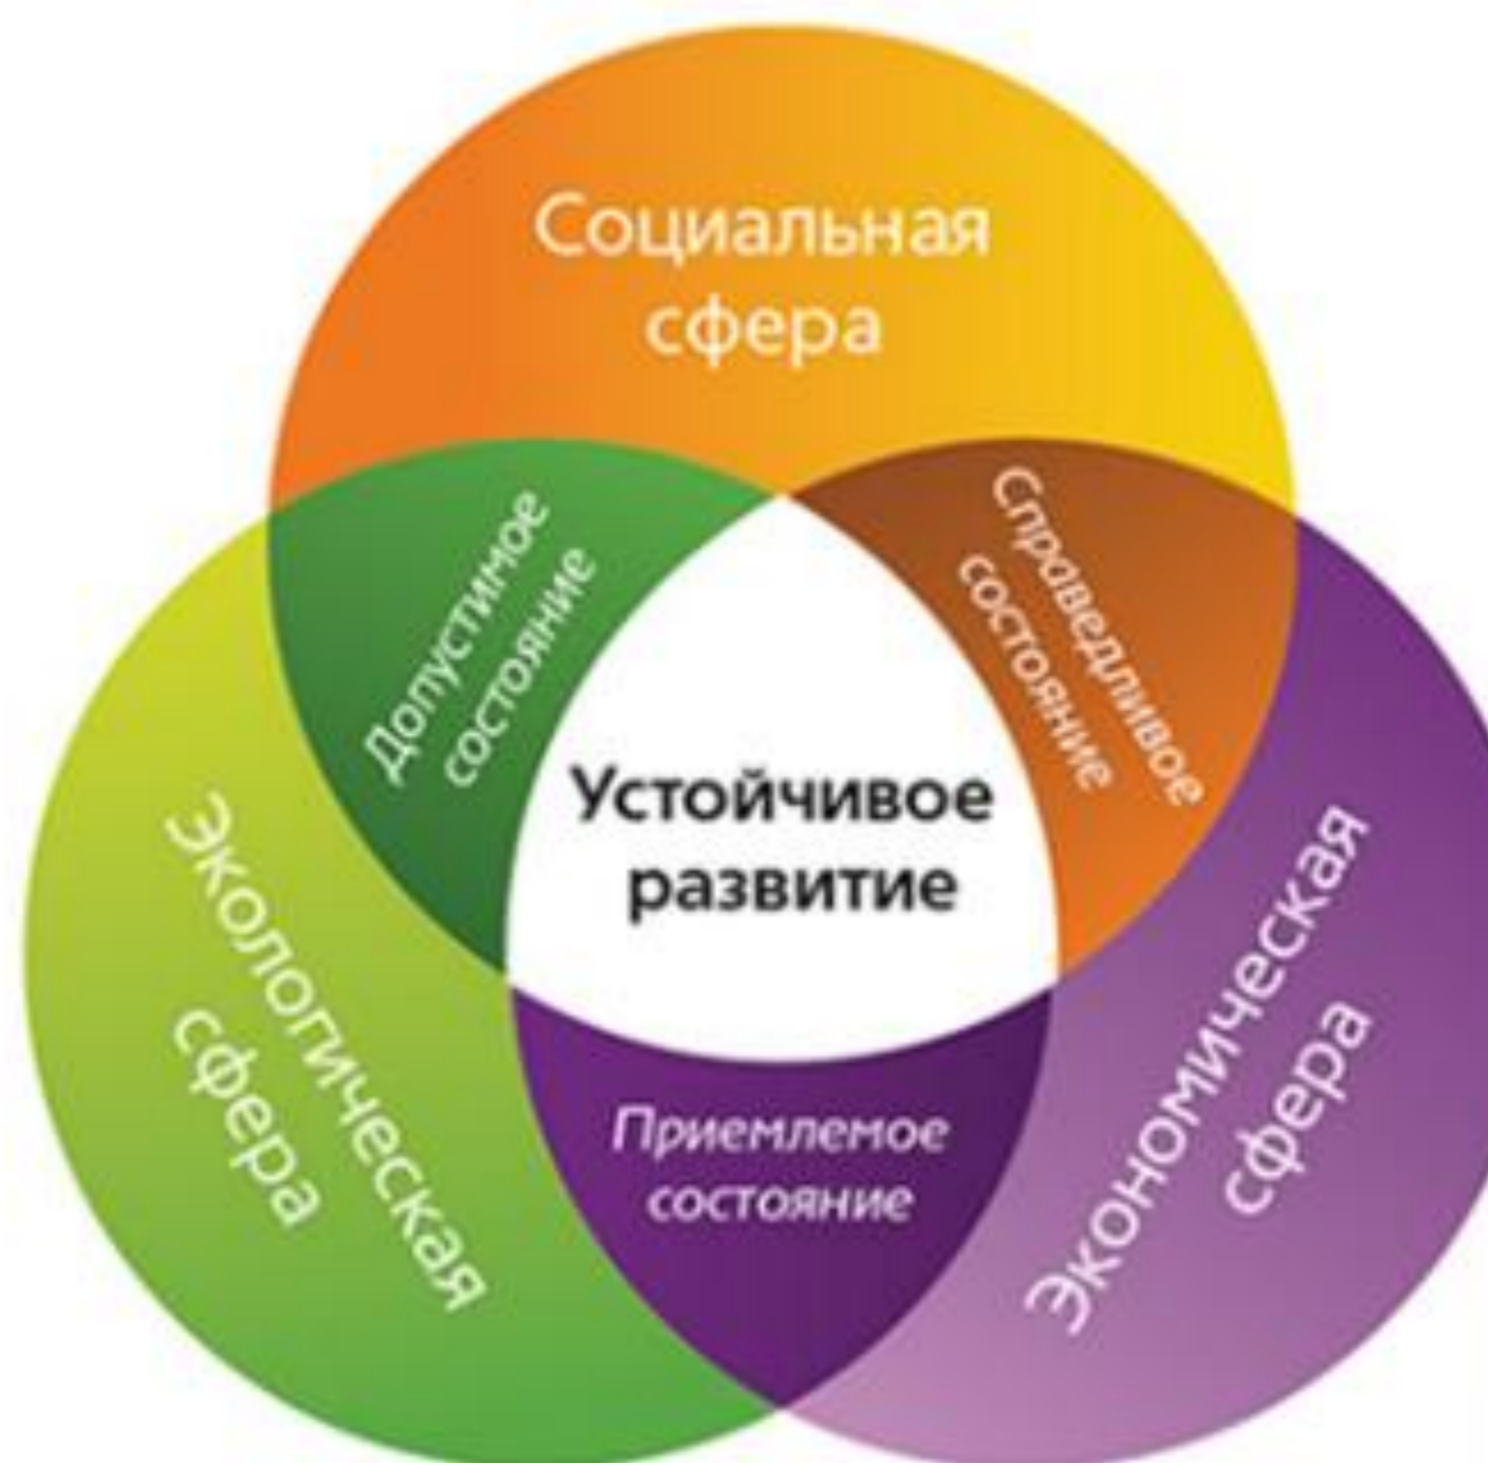 Социальная
сфера
Допустимое
состояние
Справедливое
состояние
Устойчивое
развитие
Экологическая
сфера
Экономическая
сфера
Приемлемое
состояние